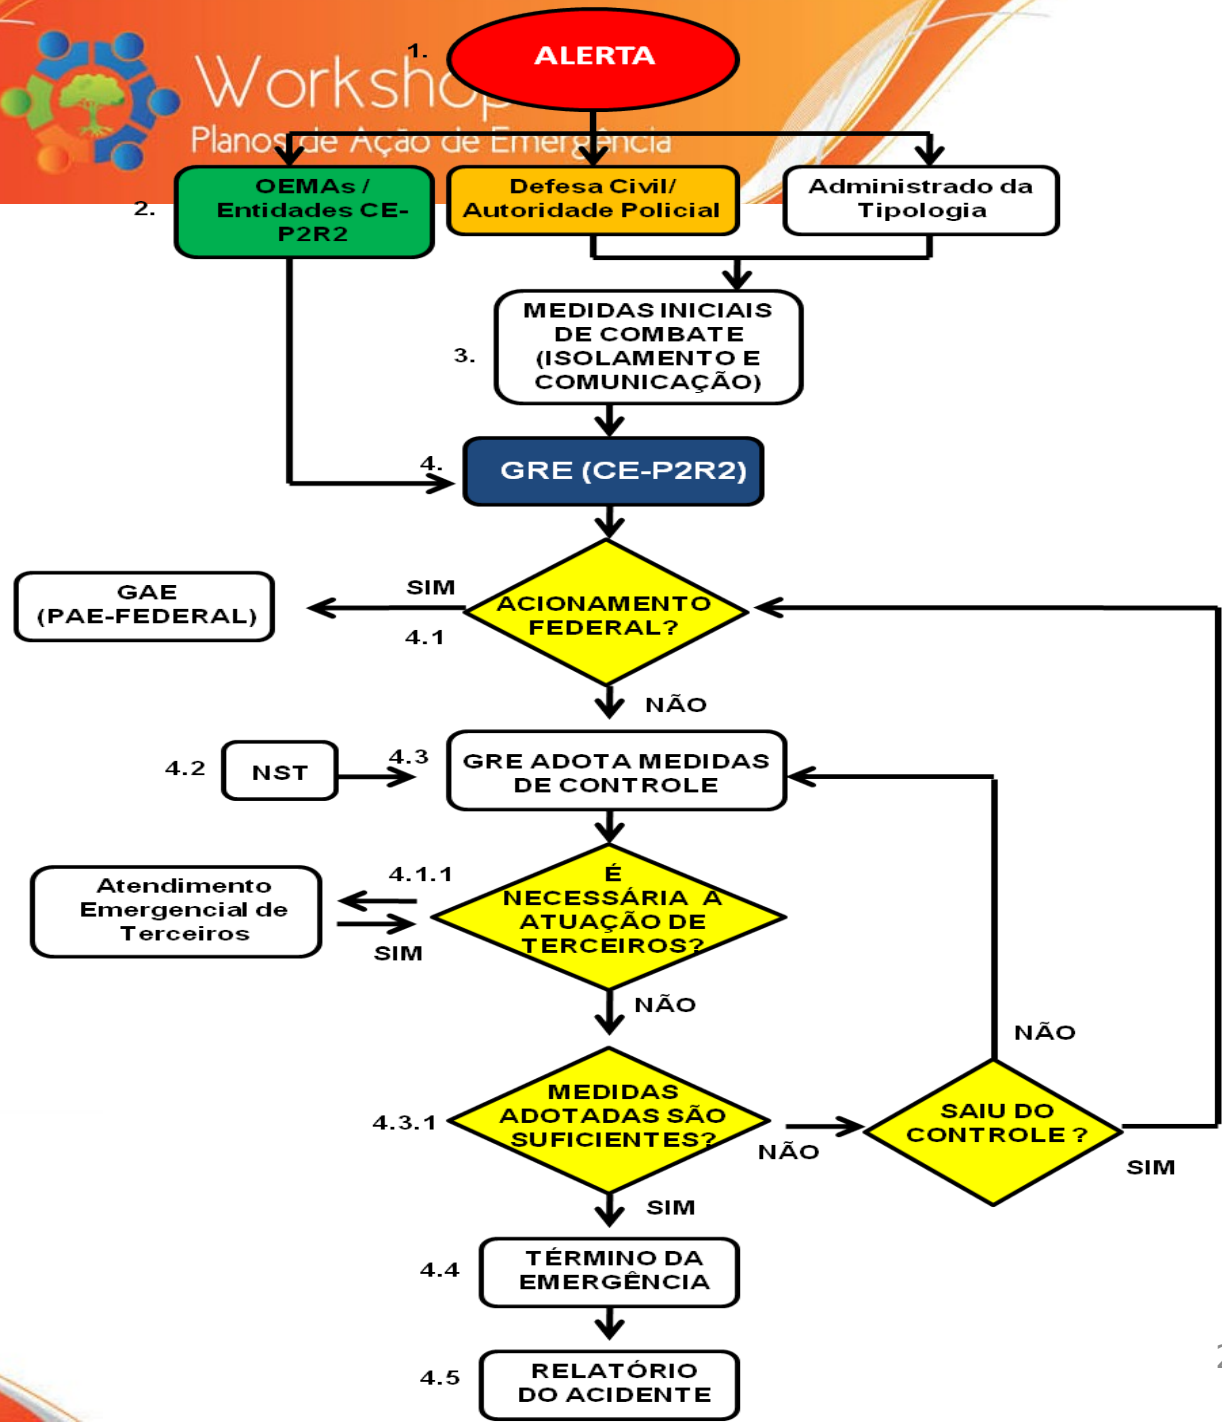 1.
ALERTA
Workshop
Planos de Ação de Emergência
2.
OEMAs /
Entidades CE-
P2R2
Defesa Civil/
Autoridade Policial
Administrado da
Tipologia
3.
MEDIDAS INICIAIS
DE COMBATE
(ISOLAMENTO E
COMUNICAÇÃO)
4.
GRE (CE-P2R2)
ACIONAMENTO
FEDERAL?
SIM
4.1
GAE
(PAE-FEDERAL)
NÃO
4.2
NST
4.3
GRE ADOTA MEDIDAS
DE CONTROLE
É
NECESSÁRIA A
ATUAÇÃO DE
TERCEIROS?
4.1.1
SIM
Atendimento
Emergencial de
Terceiros
NÃO
4.3.1
MEDIDAS
ADOTADAS SÃO
SUFICIENTES?
NÃO
SAIU DO
CONTROLE ?
NÃO
SIM
SIM
4.4
TÉRMINO DA
EMERGÊNCIA
4.5
RELATÓRIO
DO ACIDENTE